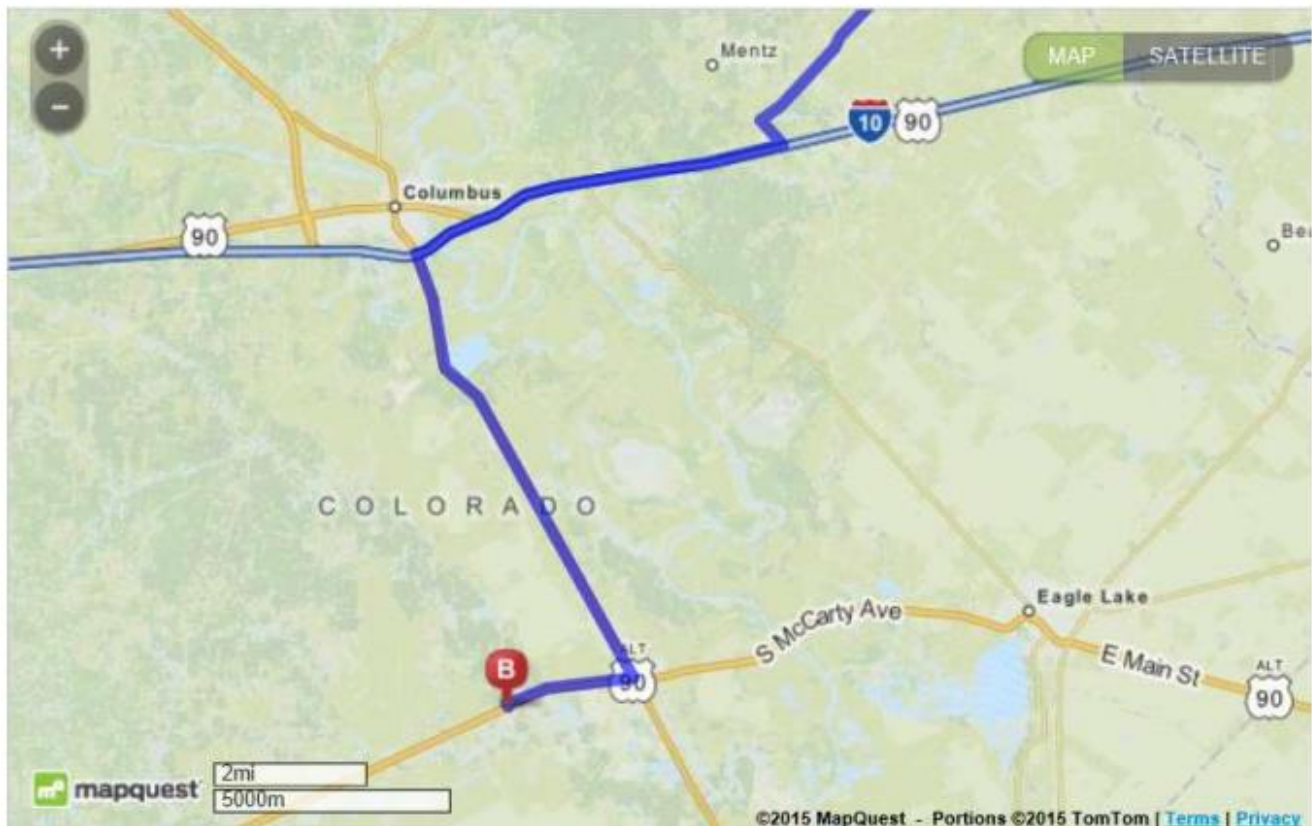 +
−
Mentz
MAP
SATELLITE
10
90
Columbus
90
Bea
COLORADO
Eagle Lake
S McCarty Ave
ALT
90
B
E Main St
ALT
90
mapquest
2mi
5000m
©2015 MapQuest - Portions ©2015 TomTom | Terms | Privacy